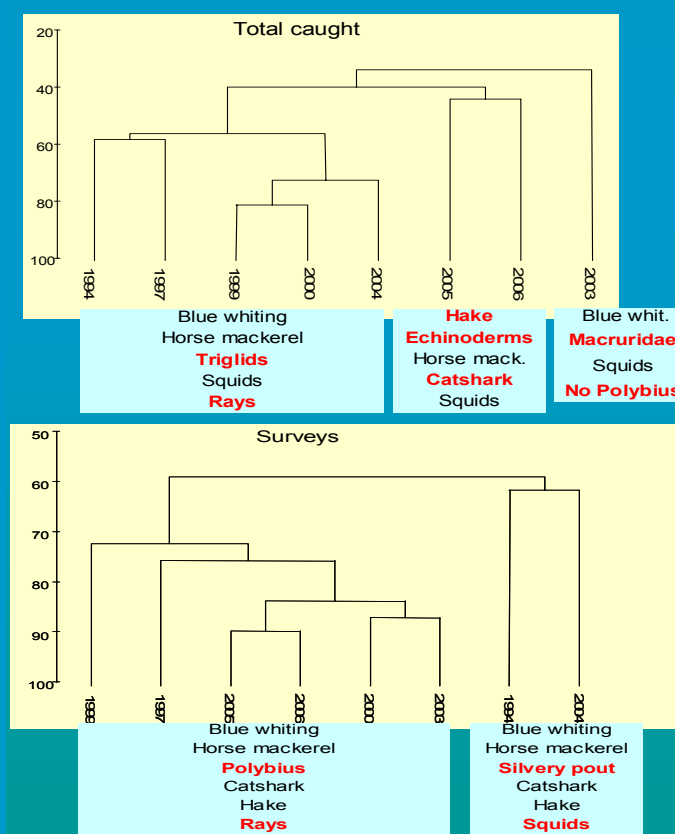 Total caught
20
40
60
80
100
1994
1997
1999
2000
2004
2005
2006
2003
Blue whiting
Horse mackerel
Triglids
Squids
Rays
Hake
Echinoderms
Horse mack.
Catshark
Squids
Blue whit.
Macruridae
Squids
No Polybius
Surveys
50
60
70
80
90
100
1999
1997
2005
2006
2000
2003
1994
2004
Blue whiting
Horse mackerel
Polybius
Catshark
Hake
Rays
Blue whiting
Horse mackerel
Silvery pout
Catshark
Hake
Squids